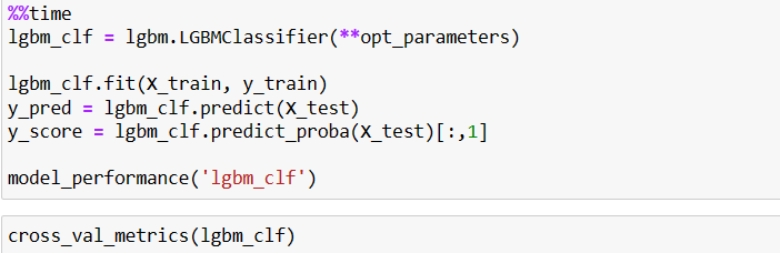 %%time
lgbm_clf = lgbm.LGBMClassifier(**opt_parameters)
lgbm_clf.fit(X_train, y_train)
y_pred = lgbm_clf.predict(X_test)
y_score = lgbm_clf.predict_proba(X_test)[:,1]
model_performance('lgbm_clf')
cross_val_metrics(lgbm_clf)